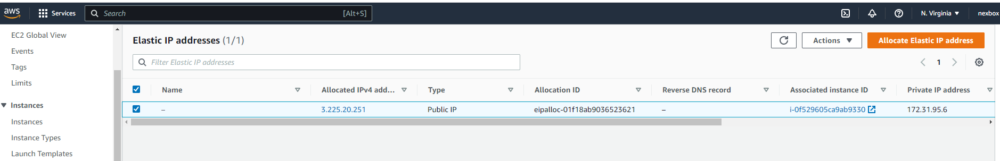 aws Services Search [Alt+S] N. Virginia nexbox
EC2 Global View
Events
Tags
Limits
Instances
Instances
Instance Types
Launch Templates
Elastic IP addresses (1/1) Actions Allocate Elastic IP address
Filter Elastic IP addresses 1
Name Allocated IPv4 add... Type Allocation ID Reverse DNS record Associated instance ID Private IP address
– 3.225.20.251 Public IP eipalloc-01f18ab9036523621 – i-0f529605ca9ab9330 172.31.95.6